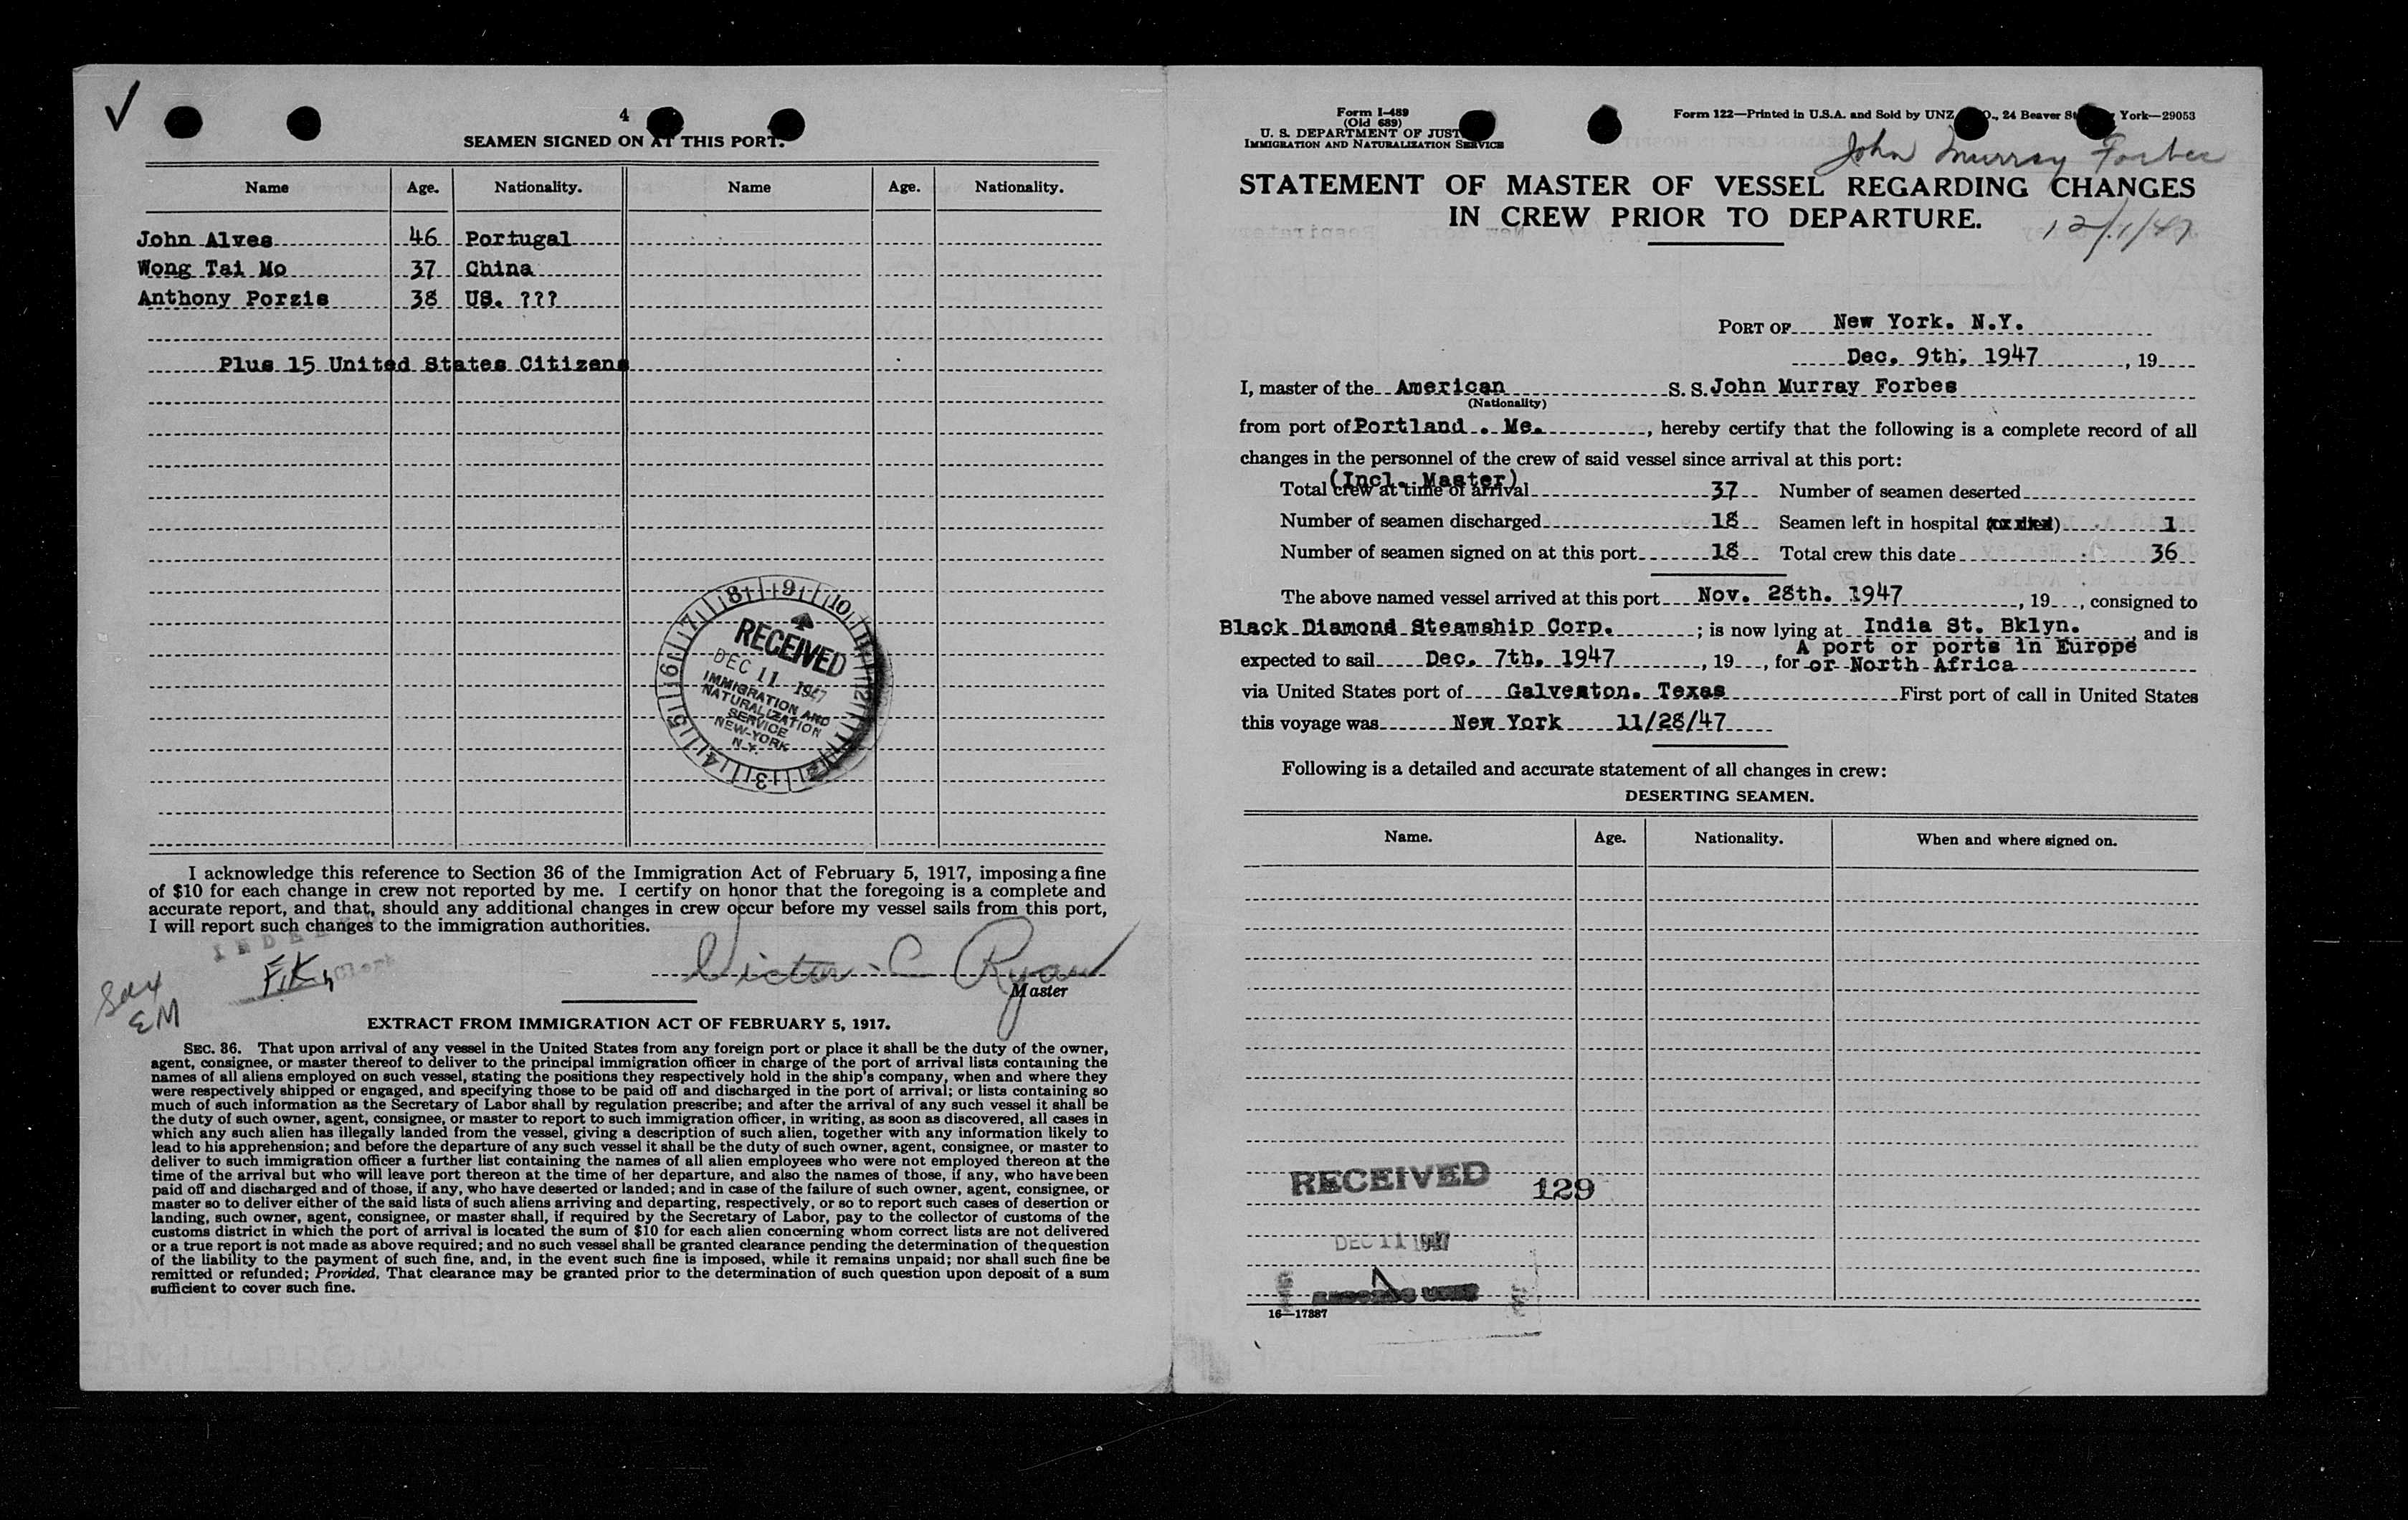 4
SEAMEN SIGNED ON AT THIS PORT.
Name Age. Nationality. Name Age. Nationality.
John Alves 46 Portugal
Wong Tai Mo 37 China
Anthony Porzis 38 US. ???
Plus 15 United States Citizens
RECEIVED
DEC 11 1947
IMMIGRATION AND
NATURALIZATION
SERVICE
NEW-YORK
N.Y.
I acknowledge this reference to Section 36 of the Immigration Act of February 5, 1917, imposing a fine
of $10 for each change in crew not reported by me. I certify on honor that the foregoing is a complete and
accurate report, and that, should any additional changes in crew occur before my vessel sails from this port,
I will report such changes to the immigration authorities.
Victor C Ryan
Master
EM
EXTRACT FROM IMMIGRATION ACT OF FEBRUARY 5, 1917.
SEC. 36. That upon arrival of any vessel in the United States from any foreign port or place it shall be the duty of the owner,
agent, consignee, or master thereof to deliver to the principal immigration officer in charge of the port of arrival lists containing the
names of all aliens employed on such vessel, stating the positions they respectively hold in the ship's company, when and where they
were respectively shipped or engaged, and specifying those to be paid off and discharged in the port of arrival; or lists containing so
much of such information as the Secretary of Labor shall by regulation prescribe; and after the arrival of any such vessel it shall be
the duty of such owner, agent, consignee, or master to report to such immigration officer, in writing, as soon as discovered, all cases in
which any such alien has illegally landed from the vessel, giving a description of such alien, together with any information likely to
lead to his apprehension; and before the departure of any such vessel it shall be the duty of such owner, agent, consignee, or master to
deliver to such immigration officer a further list containing the names of all alien employees who were not employed thereon at the
time of the arrival but who will leave port thereon at the time of her departure, and also the names of those, if any, who have been
paid off and discharged and of those, if any, who have deserted or landed; and in case of the failure of such owner, agent, consignee, or
master so to deliver either of the said lists of such aliens arriving and departing, respectively, or so to report such cases of desertion or
landing, such owner, agent, consignee, or master shall, if required by the Secretary of Labor, pay to the collector of customs of the
customs district in which the port of arrival is located the sum of $10 for each alien concerning whom correct lists are not delivered
or a true report is not made as above required; and no such vessel shall be granted clearance pending the determination of the question
of the liability to the payment of such fine, and, in the event such fine is imposed, while it remains unpaid; nor shall such fine be
remitted or refunded; Provided, That clearance may be granted prior to the determination of such question upon deposit of a sum
sufficient to cover such fine.
Form I-489
(Old 689)
U. S. DEPARTMENT OF JUST
IMMIGRATION AND NATURALIZATION SERVICE
Form 122—Printed in U.S.A. and Sold by UNZ O., 24 Beaver St York—29053
John Murray Forbes
STATEMENT OF MASTER OF VESSEL REGARDING CHANGES
IN CREW PRIOR TO DEPARTURE.
12/11/47
PORT OF New York. N.Y.
Dec. 9th. 1947, 19
I, master of the American S. S. John Murray Forbes
(Nationality)
from port of Portland . Me., hereby certify that the following is a complete record of all
changes in the personnel of the crew of said vessel since arrival at this port:
(Incl. Master)
Total crew at time of arrival 37 Number of seamen deserted
Number of seamen discharged 18 Seamen left in hospital (or died) 1
Number of seamen signed on at this port 18 Total crew this date 36
The above named vessel arrived at this port Nov. 28th. 1947, 19, consigned to
Black Diamond Steamship Corp.; is now lying at India St. Bklyn. and is
expected to sail Dec. 7th. 1947, 19, for A port or ports in Europe
or North Africa
via United States port of Galveston. Texas First port of call in United States
this voyage was New York 11/28/47
Following is a detailed and accurate statement of all changes in crew:
DESERTING SEAMEN.
Name. Age. Nationality. When and where signed on.
RECEIVED 129
DEC 11 1947
16—17887